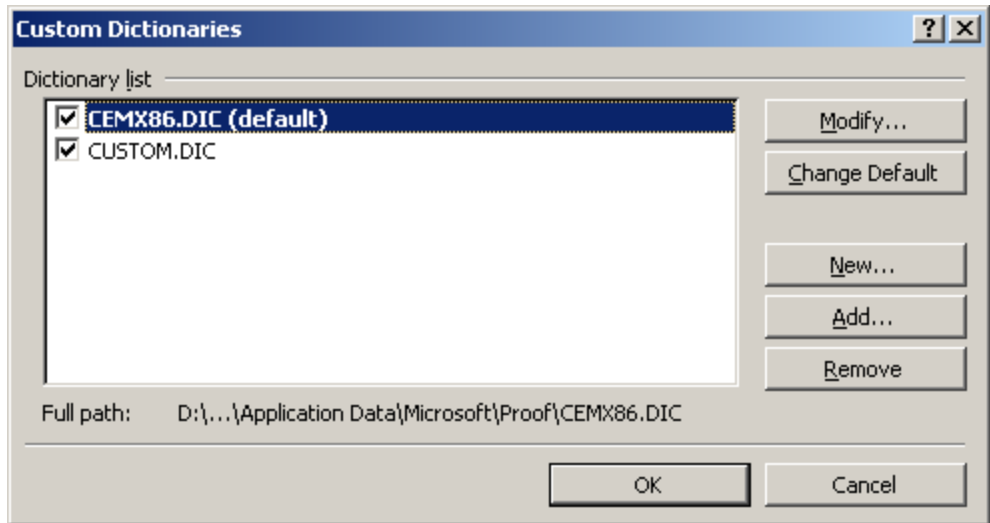 Custom Dictionaries
Dictionary list
CEMX86.DIC (default)
CUSTOM.DIC
Modify...
Change Default
New...
Add...
Remove
Full path: D:\...\Application Data\Microsoft\Proof\CEMX86.DIC
OK
Cancel